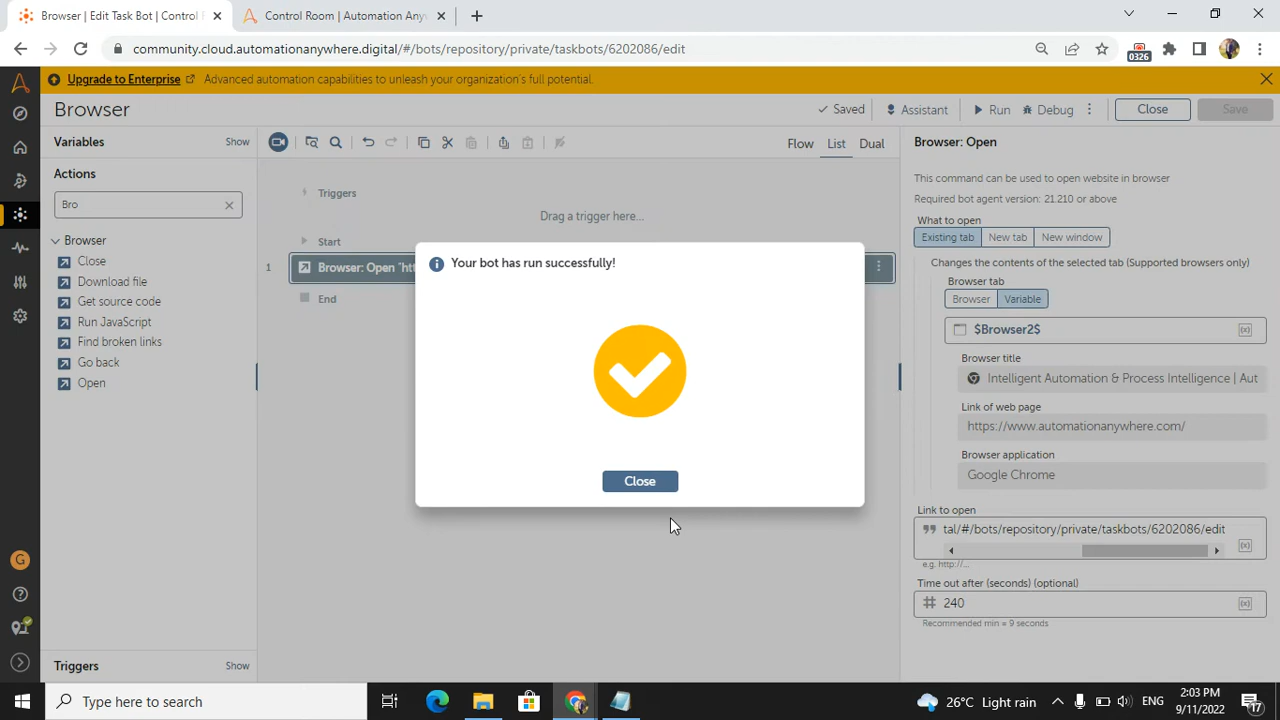 Browser | Edit Task Bot | Control R
Control Room | Automation Any
community.cloud.automationanywhere.digital/#/bots/repository/private/taskbots/6202086/edit
0326
Upgrade to Enterprise Advanced automation capabilities to unleash your organization's full potential.
Browser
Saved
Assistant
Run
Debug
Close
Save
Variables
Show
Flow
List
Dual
Browser: Open
Actions
Bro
Browser
Close
Download file
Get source code
Run JavaScript
Find broken links
Go back
Open
Triggers
Show
Triggers
Drag a trigger here...
Start
1
Browser: Open "htt
End
Your bot has run successfully!
Close
This command can be used to open website in browser
Required bot agent version: 21.210 or above
What to open
Existing tab
New tab
New window
Changes the contents of the selected tab (Supported browsers only)
Browser tab
Browser
Variable
$Browser2$
(x)
Browser title
Intelligent Automation & Process Intelligence | Aut
Link of web page
https://www.automationanywhere.com/
Browser application
Google Chrome
Link to open
tal/#/bots/repository/private/taskbots/6202086/edit
(x)
e.g. http://...
Time out after (seconds) (optional)
240
(x)
Recommended min = 9 seconds
G
Type here to search
26°C Light rain
ENG
2:03 PM
9/11/2022
17